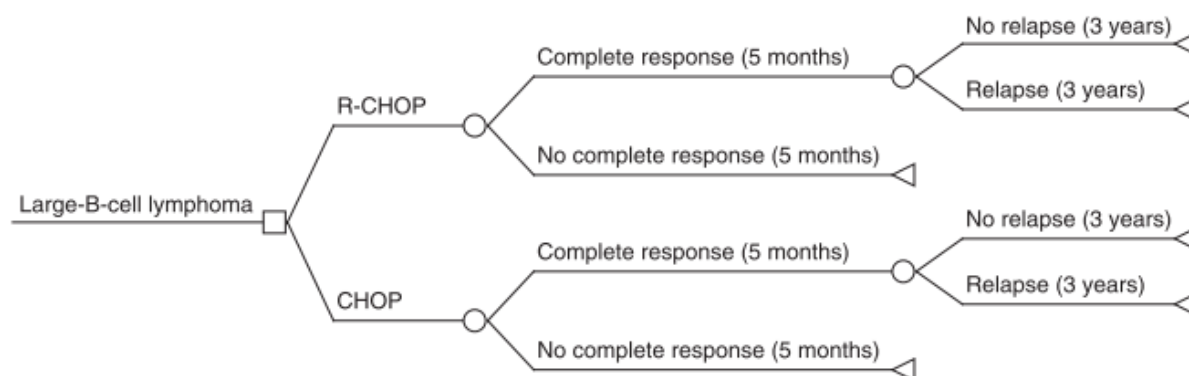 No relapse (3 years)
Complete response (5 months)
Relapse (3 years)
R-CHOP
No complete response (5 months)
Large-B-cell lymphoma
No relapse (3 years)
Complete response (5 months)
Relapse (3 years)
CHOP
No complete response (5 months)